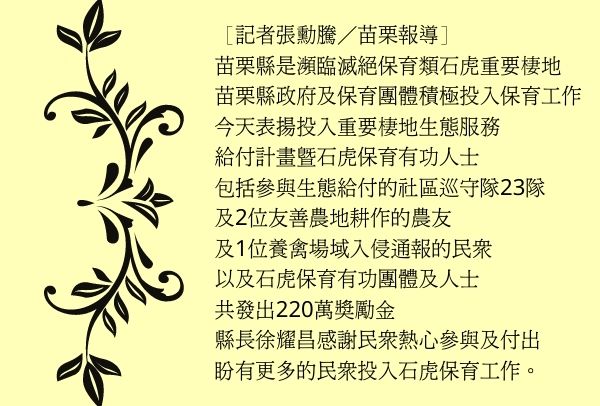 ［記者張勳騰／苗栗報導］
苗栗縣是瀕臨滅絕保育類石虎重要棲地
苗栗縣政府及保育團體積極投入保育工作
今天表揚投入重要棲地生態服務
給付計畫暨石虎保育有功人士
包括參與生態給付的社區巡守隊23隊
及2位友善農地耕作的農友
及1位養禽場域入侵通報的民眾
以及石虎保育有功團體及人士
共發出220萬獎勵金
縣長徐耀昌感謝民眾熱心參與及付出
盼有更多的民眾投入石虎保育工作。